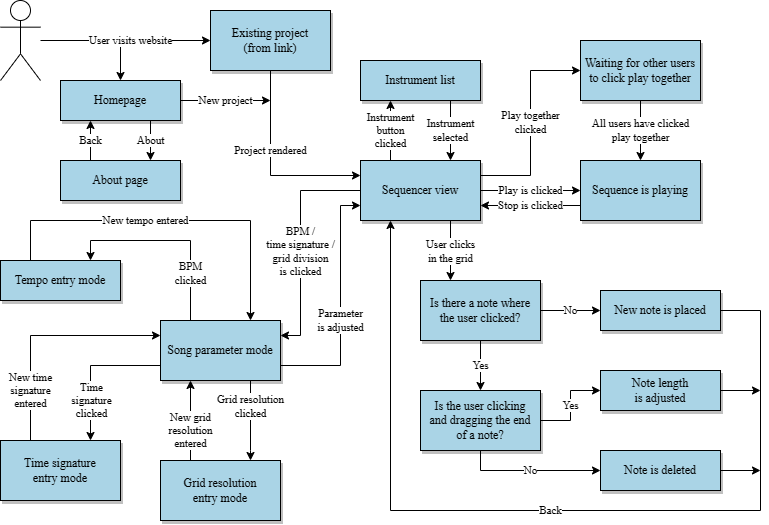 Existing project
(from link)
User visits website
Homepage
New project
Back
About
About page
Project rendered
Instrument list
Instrument
button
clicked
Instrument
selected
Sequencer view
Play together
clicked
Waiting for other users
to click play together
All users have clicked
play together
Play is clicked
Stop is clicked
Sequence is playing
New tempo entered
BPM /
time signature /
grid division
is clicked
Tempo entry mode
BPM
clicked
Parameter
is adjusted
Song parameter mode
New time
signature
entered
Time
signature
clicked
New grid
resolution
entered
Grid resolution
clicked
Time signature
entry mode
Grid resolution
entry mode
User clicks
in the grid
Is there a note where
the user clicked?
No
New note is placed
Yes
Is the user clicking
and dragging the end
of a note?
Yes
Note length
is adjusted
No
Note is deleted
Back